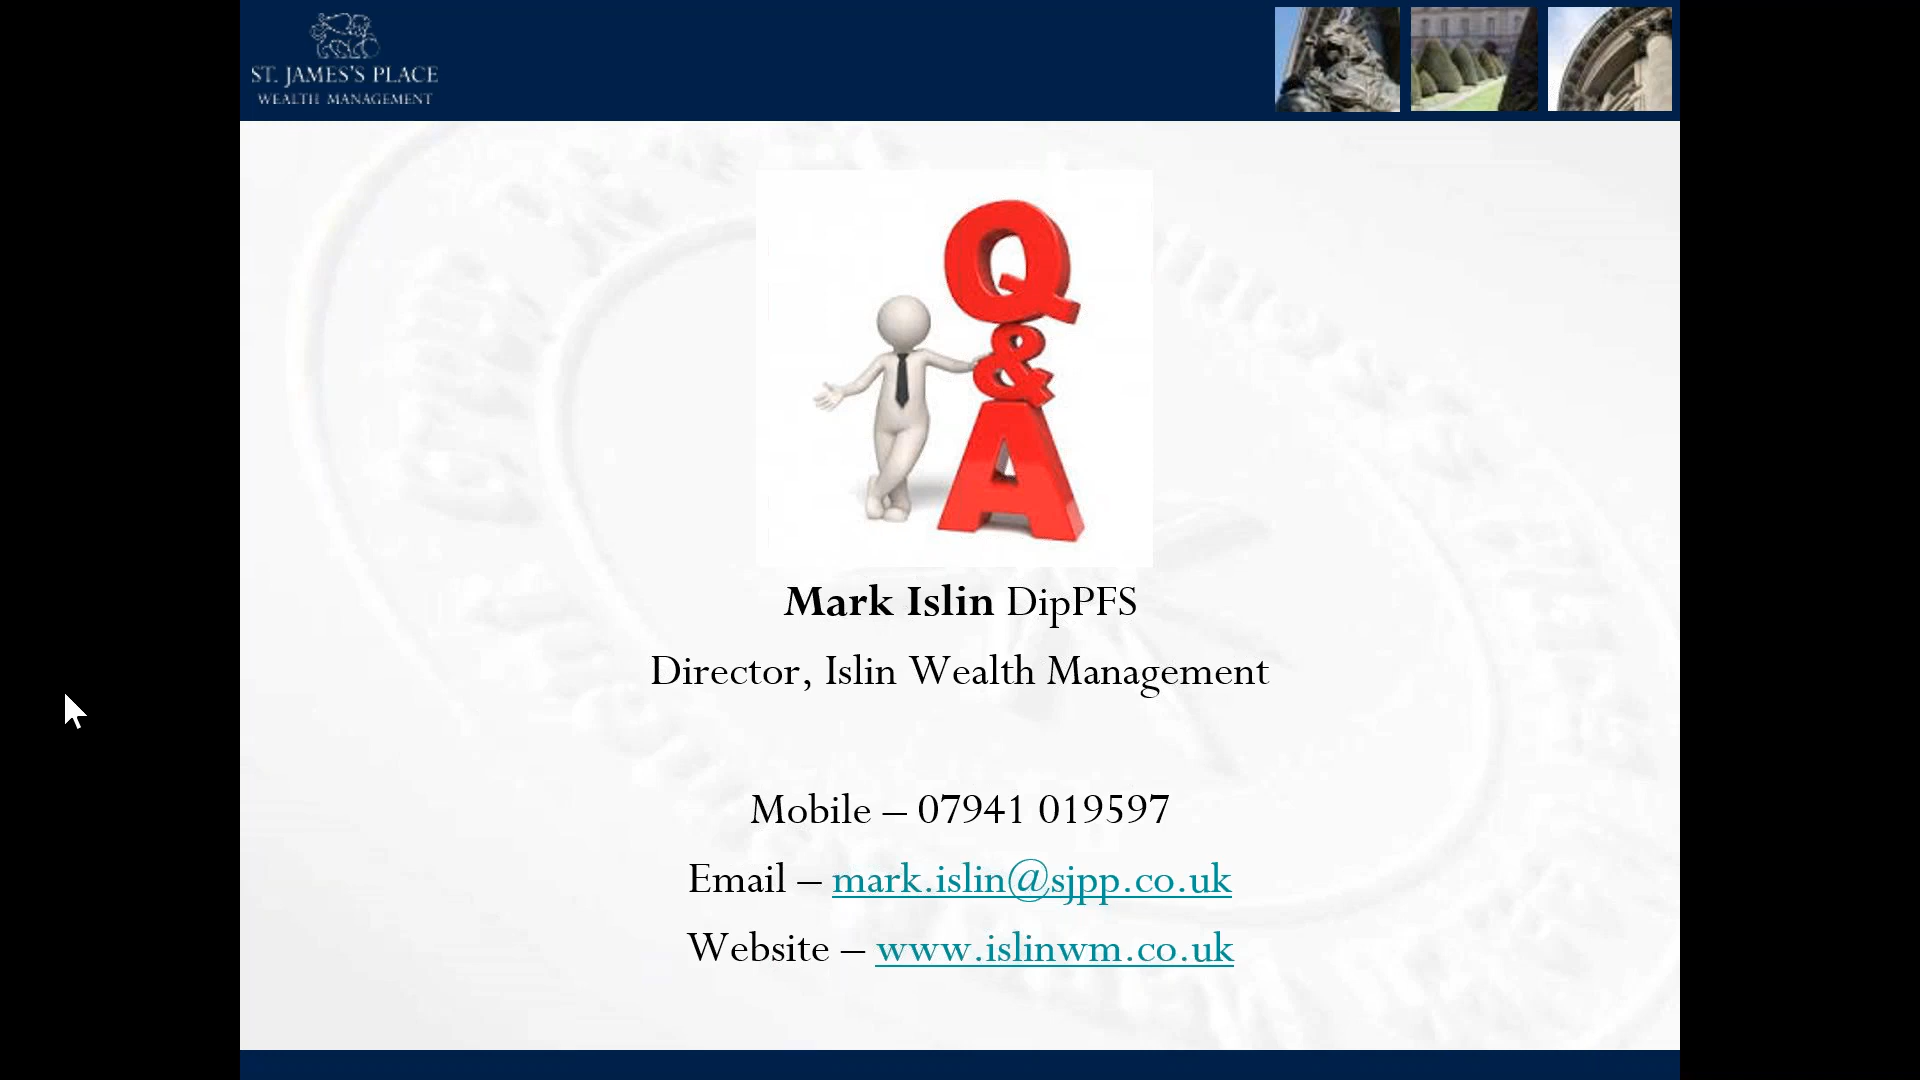 ST. JAMES'S PLACE
WEALTH MANAGEMENT
Q
&
A
Mark Islin DipPFS
Director, Islin Wealth Management
Mobile – 07941 019597
Email – mark.islin@sjpp.co.uk
Website – www.islinwm.co.uk